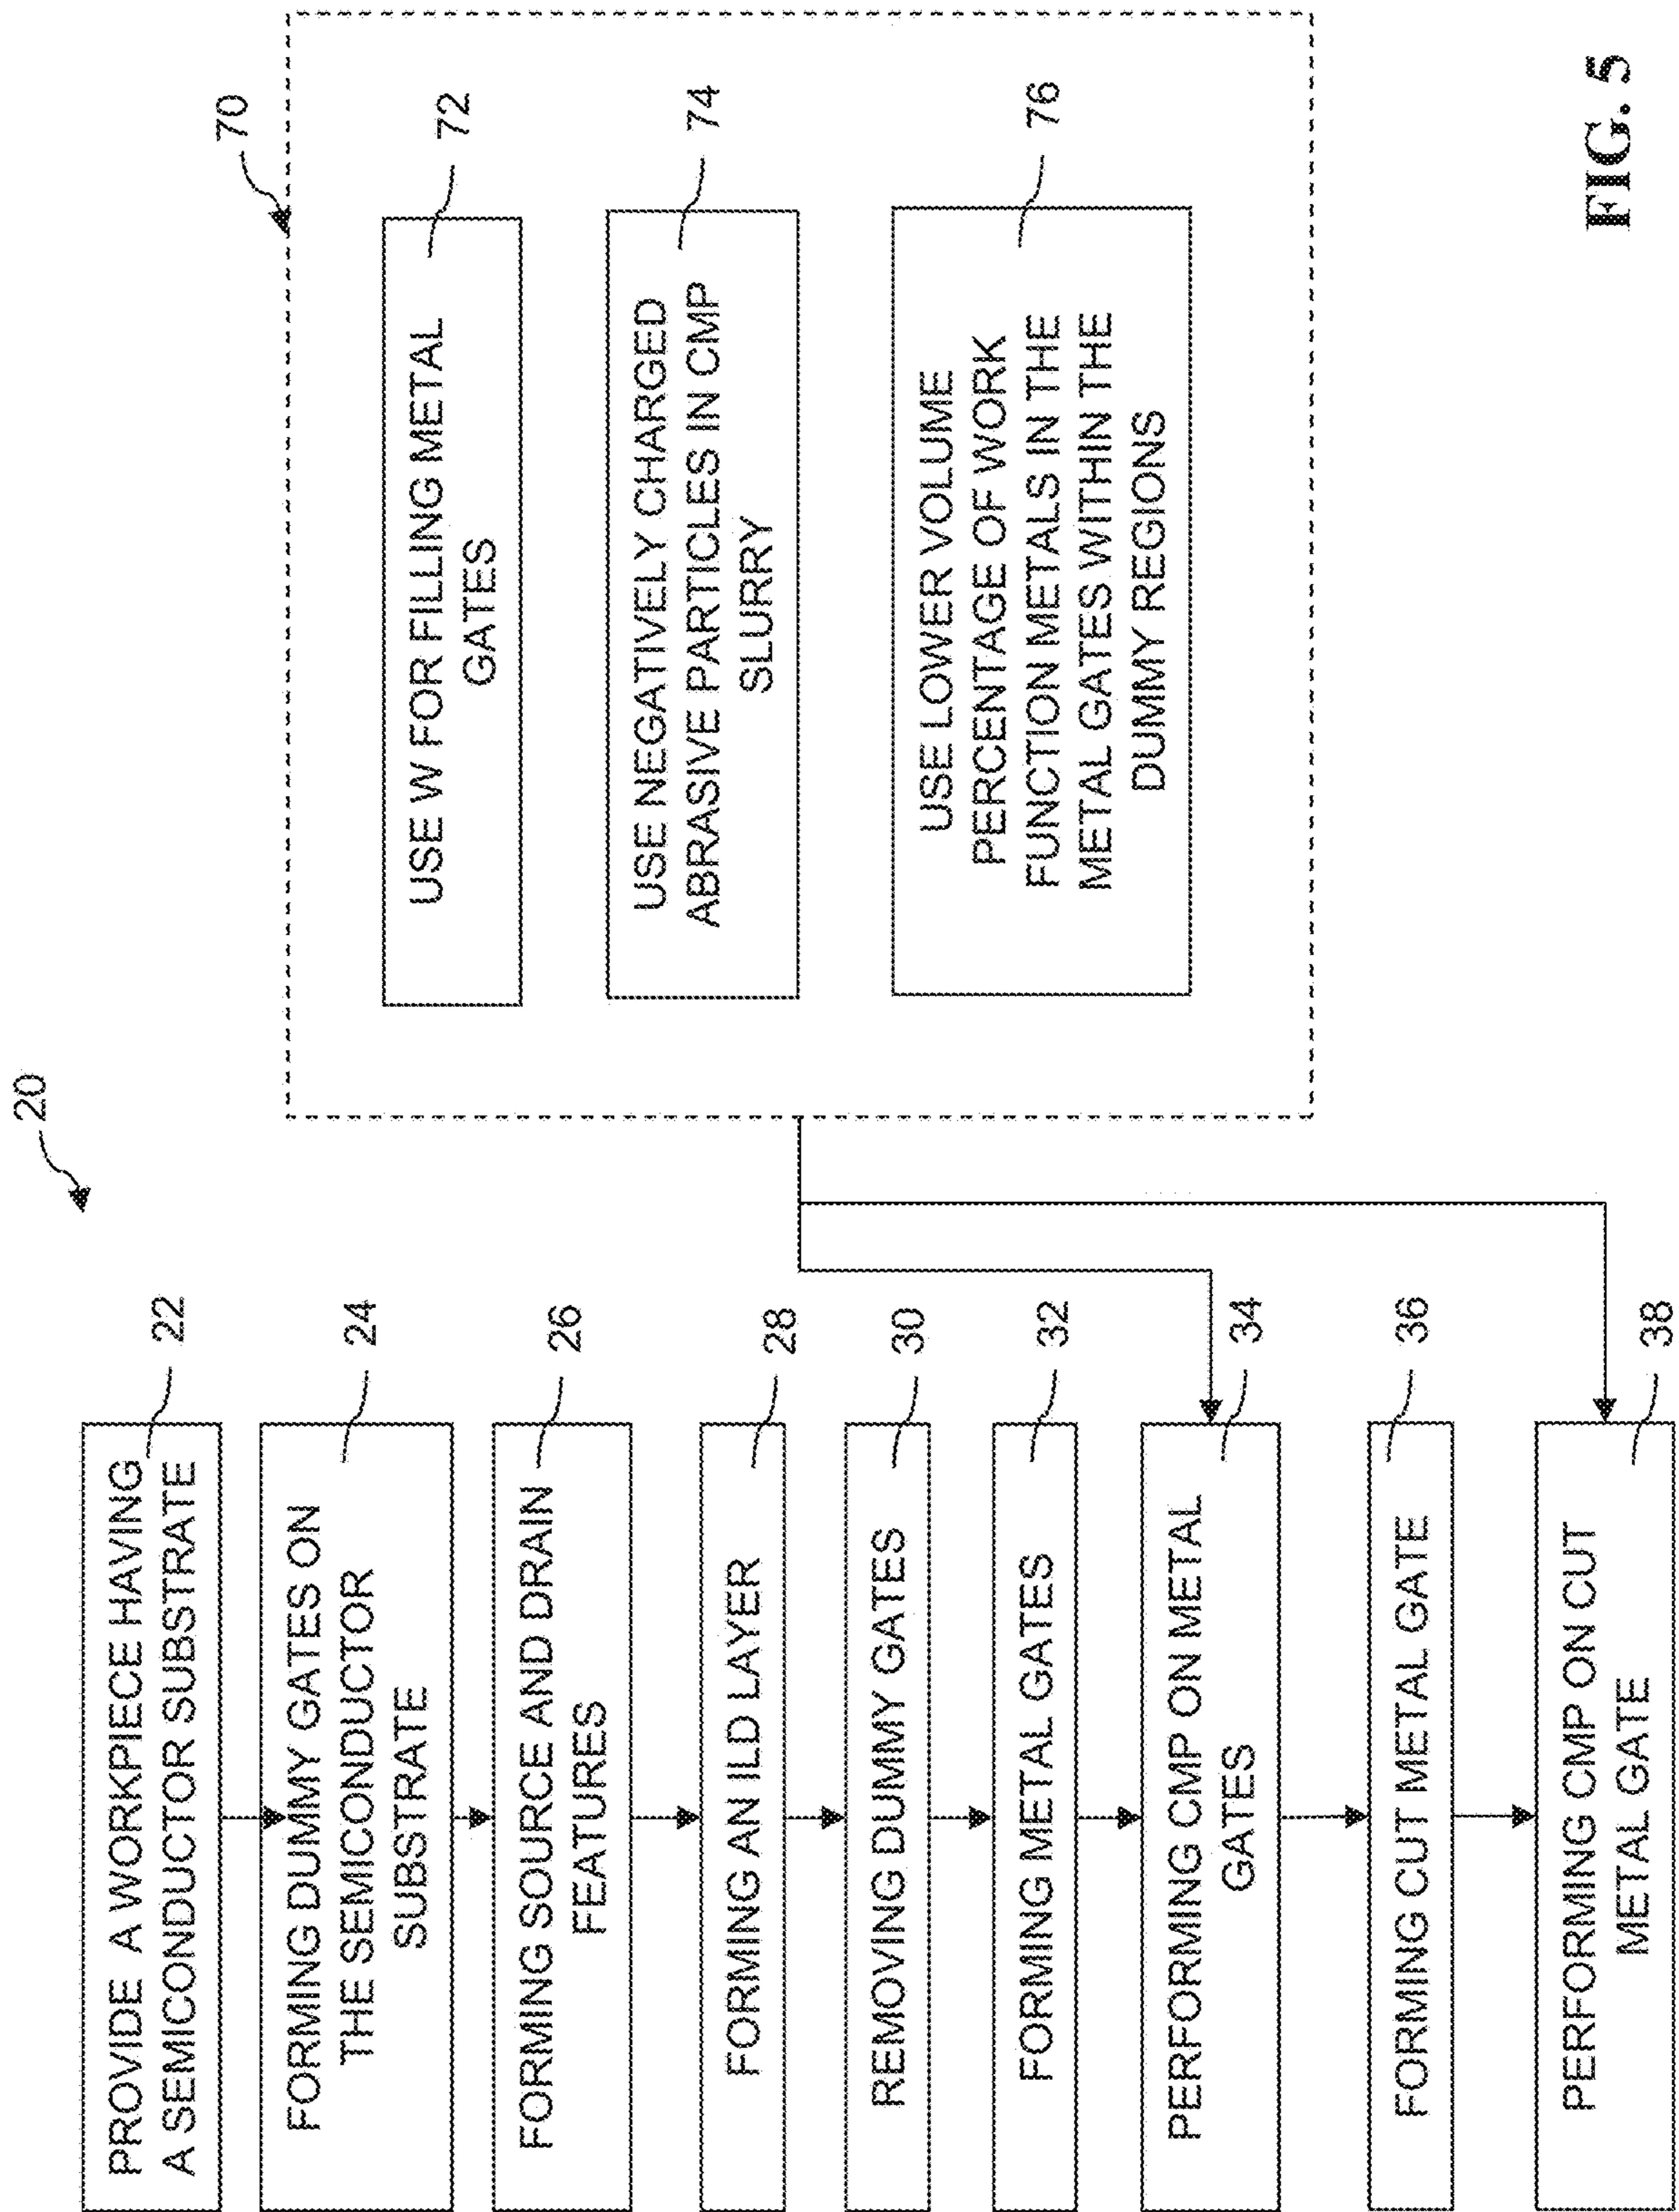 20
PROVIDE A WORKPIECE HAVING
A SEMICONDUCTOR SUBSTRATE
22
FORMING DUMMY GATES ON
THE SEMICONDUCTOR
SUBSTRATE
24
FORMING SOURCE AND DRAIN
FEATURES
26
FORMING AN ILD LAYER
28
REMOVING DUMMY GATES
30
FORMING METAL GATES
32
PERFORMING CMP ON METAL
GATES
34
FORMING CUT METAL GATE
36
PERFORMING CMP ON CUT
METAL GATE
38
70
USE W FOR FILLING METAL
GATES
72
USE NEGATIVELY CHARGED
ABRASIVE PARTICLES IN CMP
SLURRY
74
USE LOWER VOLUME
PERCENTAGE OF WORK
FUNCTION METALS IN THE
METAL GATES WITHIN THE
DUMMY REGIONS
76
FIG. 5